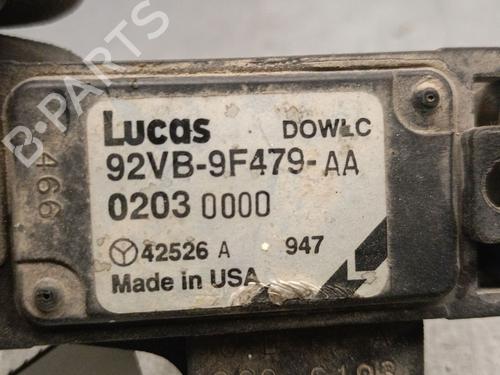 B-PARTS
Lucas DOWLC
92VB-9F479-AA
0203 0000
42526 A 947
Made in USA
466